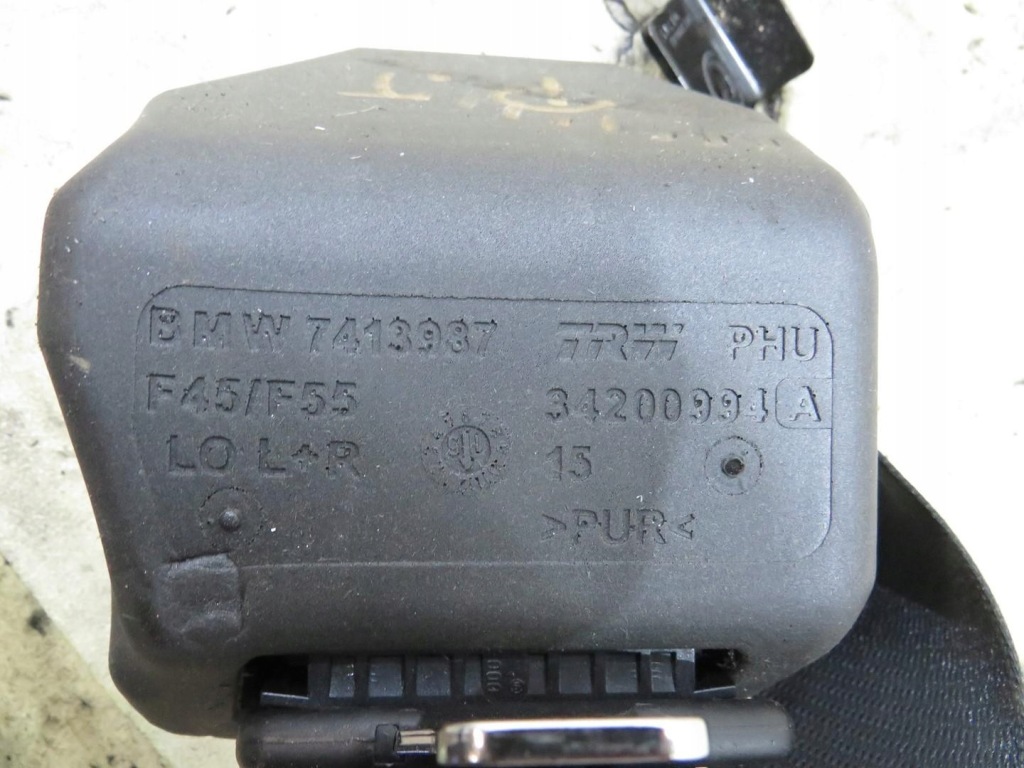 BMW 7413987 TRW PHU
F45/F55 34200994 A
LO L+R 15
>PUR<